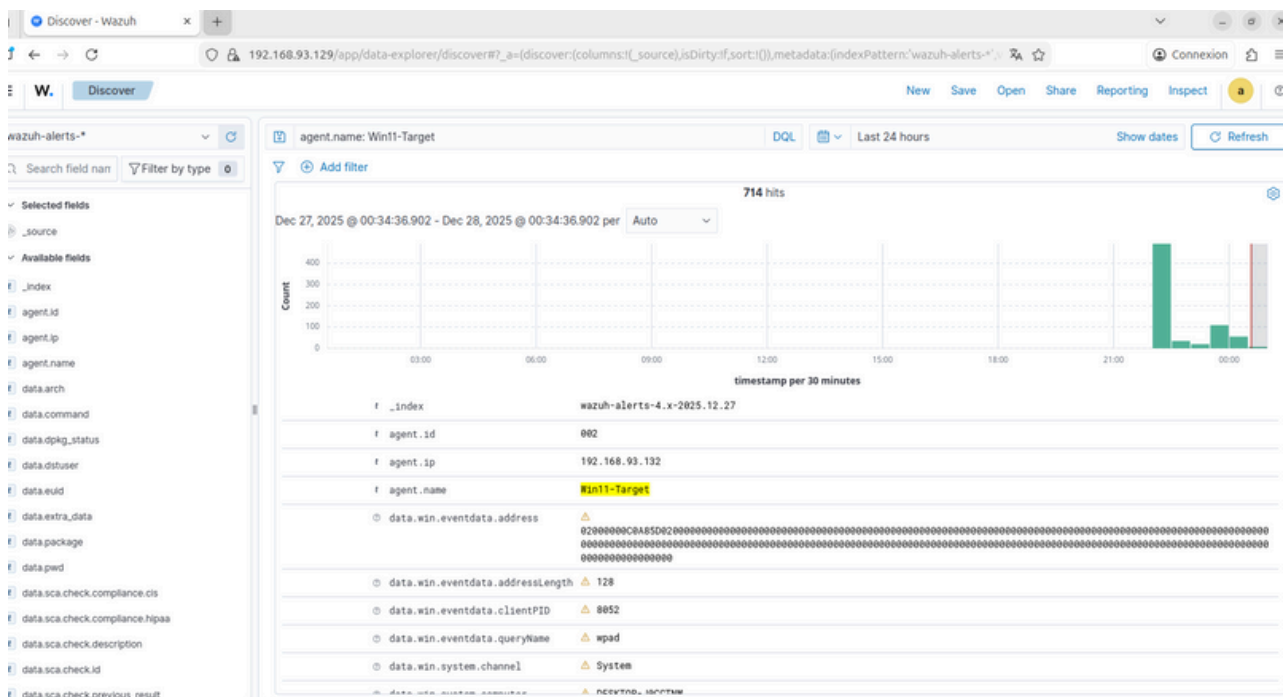 Discover - Wazuh
192.168.93.129/app/data-explorer/discover#?_a=(discover:(columns:!(_source),isDirty:!f,sort:!()),metadata:(indexPattern:'wazuh-alerts-*',
Connexion
W. Discover New Save Open Share Reporting Inspect a
wazuh-alerts-*
agent.name: Win11-Target DQL Last 24 hours Show dates Refresh
Search field nam Filter by type 0
Add filter
714 hits
Selected fields
_source
Dec 27, 2025 @ 00:34:36.902 - Dec 28, 2025 @ 00:34:36.902 per Auto
Available fields
_index
agent.id
agent.ip
agent.name
data.arch
data.command
data.dpkg_status
data.dstuser
data.euid
data.extra_data
data.package
data.pwd
data.sca.check.compliance.cis
data.sca.check.compliance.hipaa
data.sca.check.description
data.sca.check.id
data.sca.check.previous_result
Count
400
300
200
100
0
03:00 06:00 09:00 12:00 15:00 18:00 21:00 00:00
timestamp per 30 minutes
t _index wazuh-alerts-4.x-2025.12.27
t agent.id 002
t agent.ip 192.168.93.132
t agent.name Win11-Target
data.win.eventdata.address
data.win.eventdata.addressLength 128
data.win.eventdata.clientPID 8052
data.win.eventdata.queryName wpad
data.win.system.channel System
data.win.system.computer